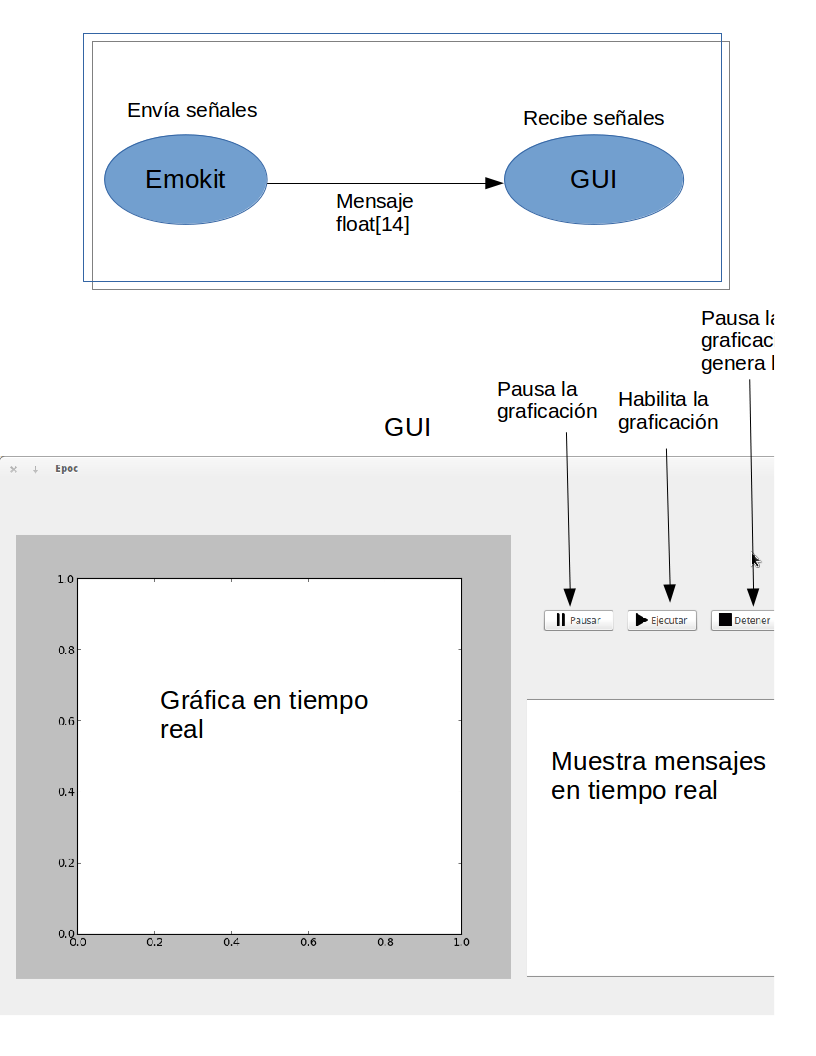 Envía señales
Recibe señales
Emokit
GUI
Mensaje
float[14]
Pausa la
graficac
genera
Pausa la
graficación
Habilita la
graficación
GUI
Epoc
Pausar
Ejecutar
Detener
1.0
0.8
0.6
0.4
0.2
0.0
0.0
0.2
0.4
0.6
0.8
1.0
Gráfica en tiempo
real
Muestra mensajes
en tiempo real